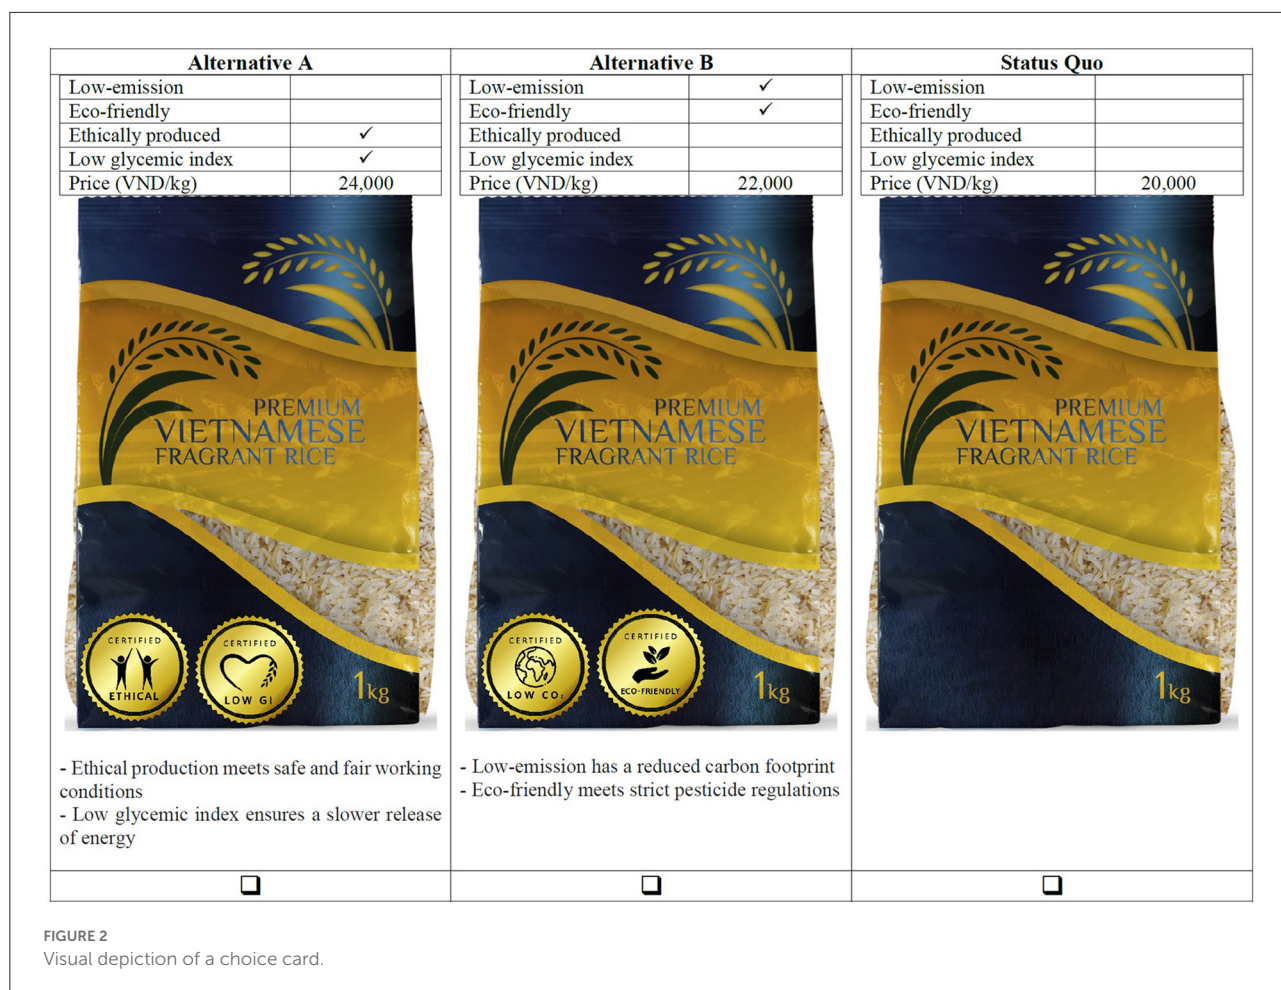 Alternative A
Low-emission
Eco-friendly
Ethically produced ✓
Low glycemic index ✓
Price (VND/kg) 24,000
PREMIUM
VIETNAMESE
FRAGRANT RICE
CERTIFIED
ETHICAL
CERTIFIED
LOW GI
1kg
- Ethical production meets safe and fair working
conditions
- Low glycemic index ensures a slower release
of energy
❑
Alternative B
Low-emission ✓
Eco-friendly ✓
Ethically produced
Low glycemic index
Price (VND/kg) 22,000
PREMIUM
VIETNAMESE
FRAGRANT RICE
CERTIFIED
LOW CO₂
CERTIFIED
ECO-FRIENDLY
1kg
- Low-emission has a reduced carbon footprint
- Eco-friendly meets strict pesticide regulations
❑
Status Quo
Low-emission
Eco-friendly
Ethically produced
Low glycemic index
Price (VND/kg) 20,000
PREMIUM
VIETNAMESE
FRAGRANT RICE
1kg
❑
FIGURE 2
Visual depiction of a choice card.